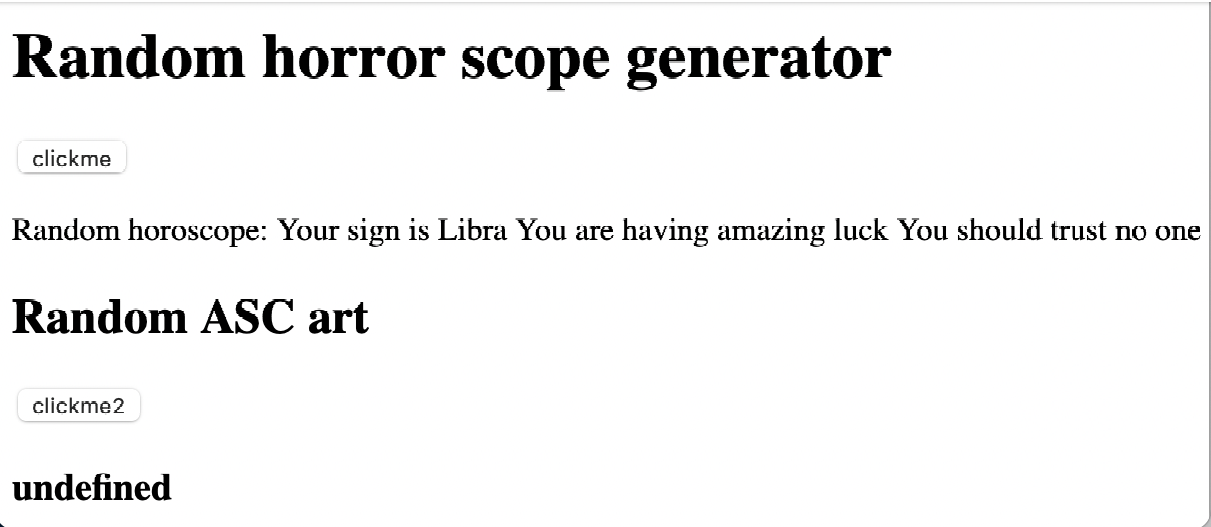 Random horror scope generator
clickme
Random horoscope: Your sign is Libra You are having amazing luck You should trust no one
Random ASC art
clickme2
undefined